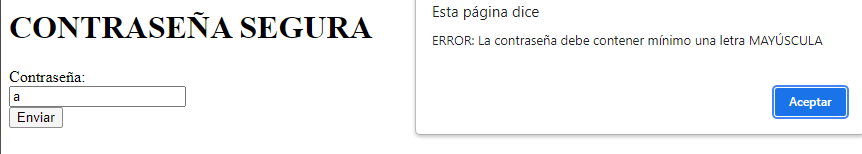 CONTRASEÑA SEGURA
Contraseña:
a
Enviar
Esta página dice
ERROR: La contraseña debe contener mínimo una letra MAYÚSCULA
Aceptar